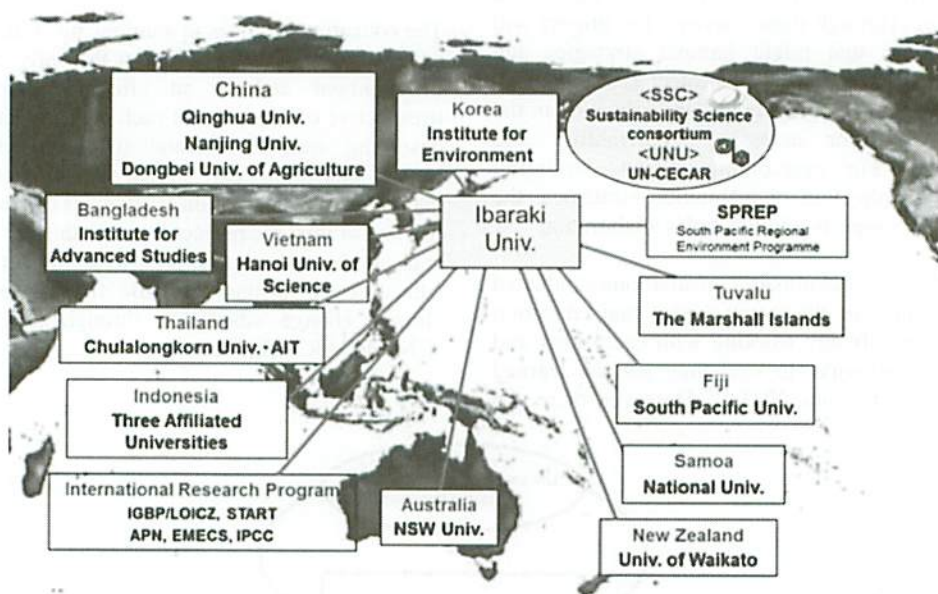 China
Qinghua Univ.
Nanjing Univ.
Dongbei Univ. of Agriculture
Korea
Institute for
Environment
<SSC>
Sustainability Science
consortium
<UNU>
UN-CECAR
Bangladesh
Institute for
Advanced Studies
Vietnam
Hanoi Univ. of
Science
Ibaraki
Univ.
SPREP
South Pacific Regional
Environment Programme
Thailand
Chulalongkorn Univ.・AIT
Tuvalu
The Marshall Islands
Indonesia
Three Affiliated
Universities
Fiji
South Pacific Univ.
International Research Program
IGBP/LOICZ, START
APN, EMECS, IPCC
Australia
NSW Univ.
Samoa
National Univ.
New Zealand
Univ. of Waikato